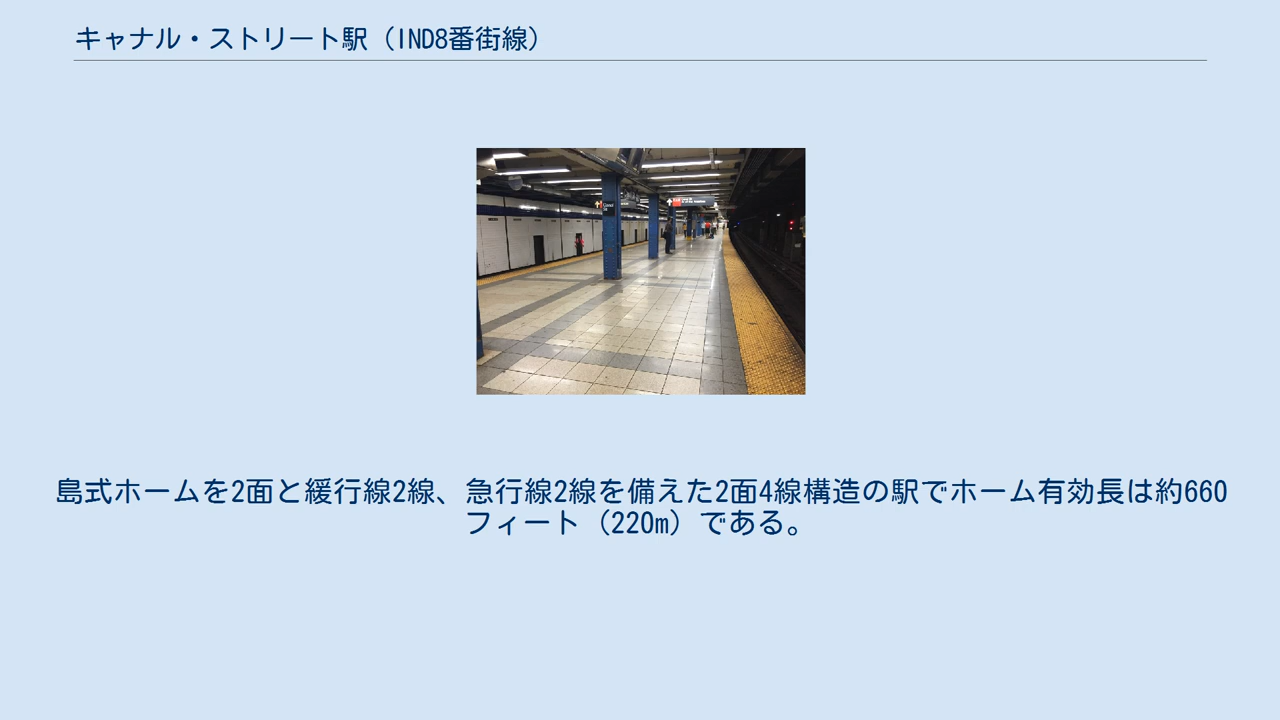 キャナル・ストリート駅（IND8番街線）
島式ホームを2面と緩行線2線、急行線2線を備えた2面4線構造の駅でホーム有効長は約660
フィート（220m）である。